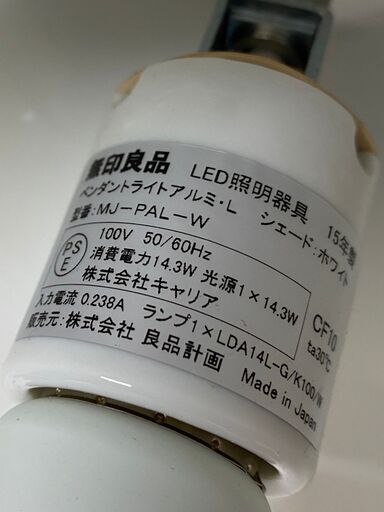 無印良品 LED照明器具 15年製
ペンダントライトアルミ・L シェード:ホワイト
型番:MJ-PAL-W
PSE 100V 50/60Hz
消費電力14.3W 光源1×14.3W
株式会社キャリア
CF10
ta30℃
入力電流 0.238A ランプ1×LDA14L-G/K100/W
販売元:株式会社 良品計画 Made in Japan